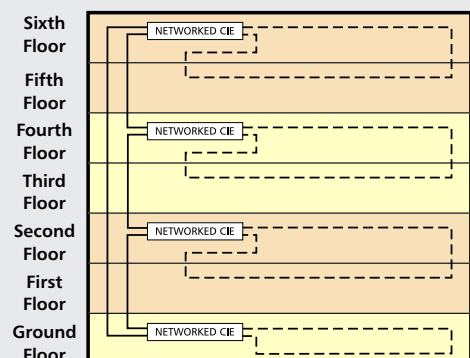 Sixth
Floor
NETWORKED CIE
Fifth
Floor
Fourth
Floor
NETWORKED CIE
Third
Floor
Second
Floor
NETWORKED CIE
First
Floor
Ground
Floor
NETWORKED CIE